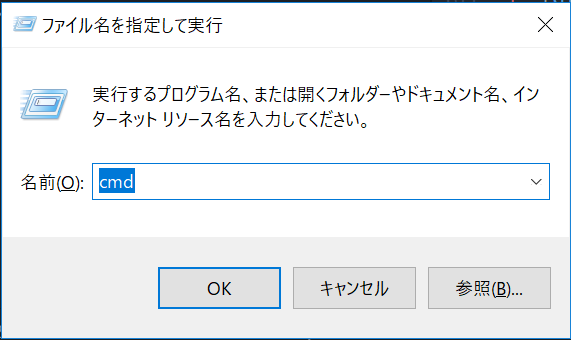 ファイル名を指定して実行
実行するプログラム名、または開くフォルダーやドキュメント名、イン
ターネット リソース名を入力してください。
名前(O): cmd
OK キャンセル 参照(B)...